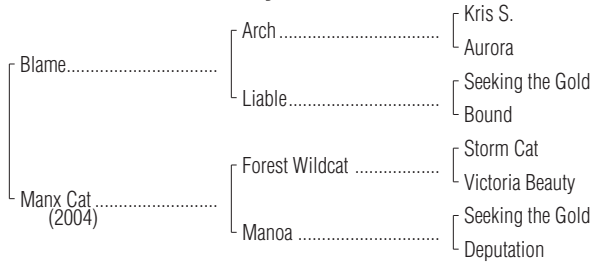 Kris S.
Arch
Aurora
Blame
Seeking the Gold
Liable
Bound
Storm Cat
Forest Wildcat
Victoria Beauty
Manx Cat
(2004)
Seeking the Gold
Manoa
Deputation